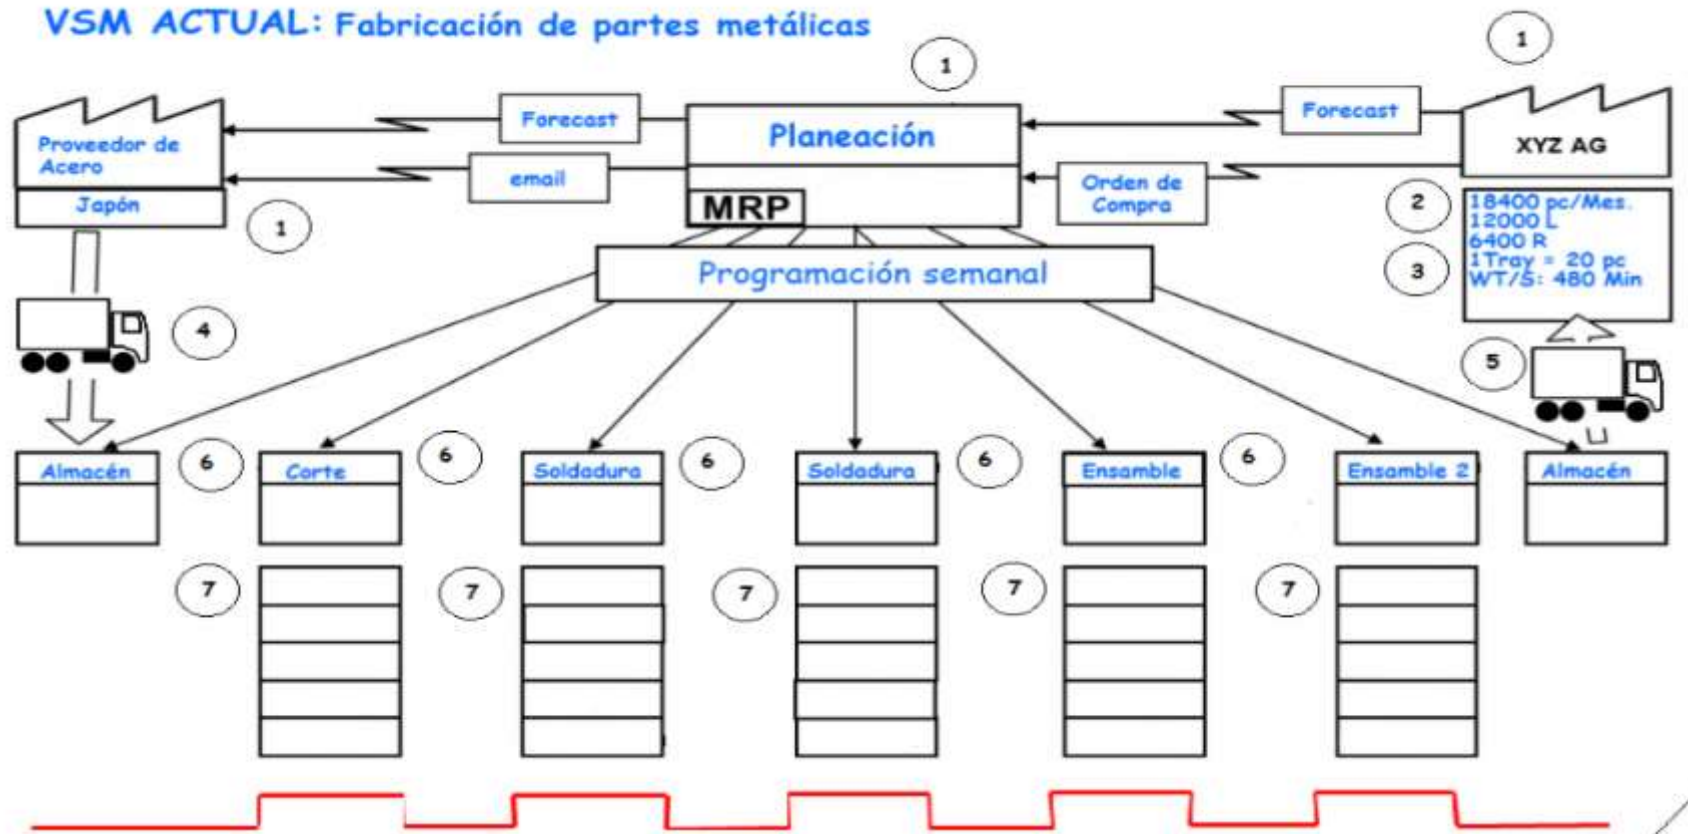 VSM ACTUAL: Fabricación de partes metálicas
1
1
Forecast
Planeación
Forecast
Proveedor de
Acero
XYZ AG
email
Orden de
Compra
Japón
MRP
1
2
18400 pc/Mes.
12000 L
6400 R
1Tray = 20 pc
WT/S: 480 Min
3
Programación semanal
4
5
Almacén
6
Corte
6
Soldadura
6
Soldadura
6
Ensamble
6
Ensamble 2
Almacén
7
7
7
7
7